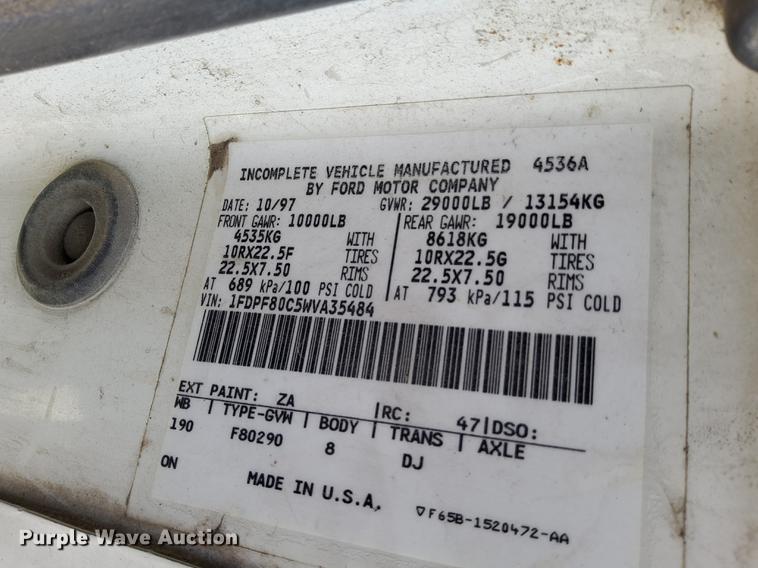 INCOMPLETE VEHICLE MANUFACTURED 4536A
BY FORD MOTOR COMPANY
DATE: 10/97 GVWR: 29000LB / 13154KG
FRONT GAWR: 10000LB REAR GAWR: 19000LB
4535KG WITH 8618KG WITH
10RX22.5F TIRES 10RX22.5G TIRES
22.5X7.50 RIMS 22.5X7.50 RIMS
AT 689 kPa/100 PSI COLD AT 793 kPa/115 PSI COLD
VIN: 1FDPF80C5WVA35484
EXT PAINT: ZA RC: 47 DSO:
WB TYPE-GVW BODY TRANS AXLE
190 F80290 8 DJ
ON
MADE IN U.S.A.
F65B-1520472-AA
Purple Wave Auction
Purple Wave Auction